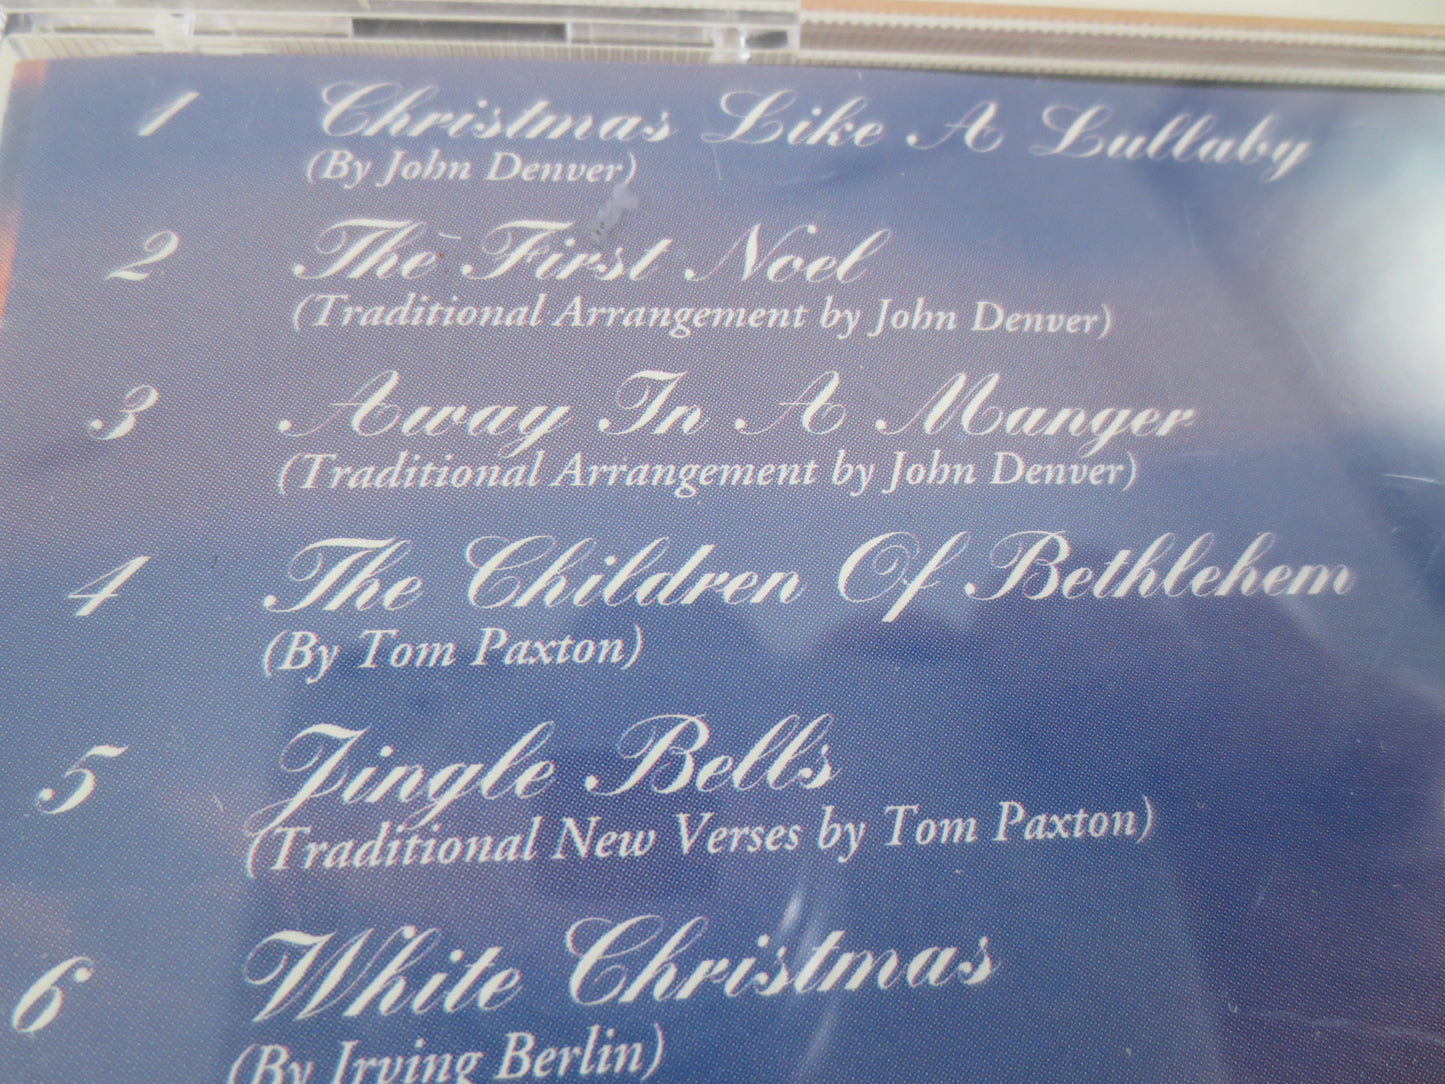 1 Christmas Like A Lullaby
(By John Denver)
2 The First Noel
(Traditional Arrangement by John Denver)
3 Away In A Manger
(Traditional Arrangement by John Denver)
4 The Children Of Bethlehem
(By Tom Paxton)
5 Jingle Bells
(Traditional New Verses by Tom Paxton)
6 White Christmas
(By Irving Berlin)